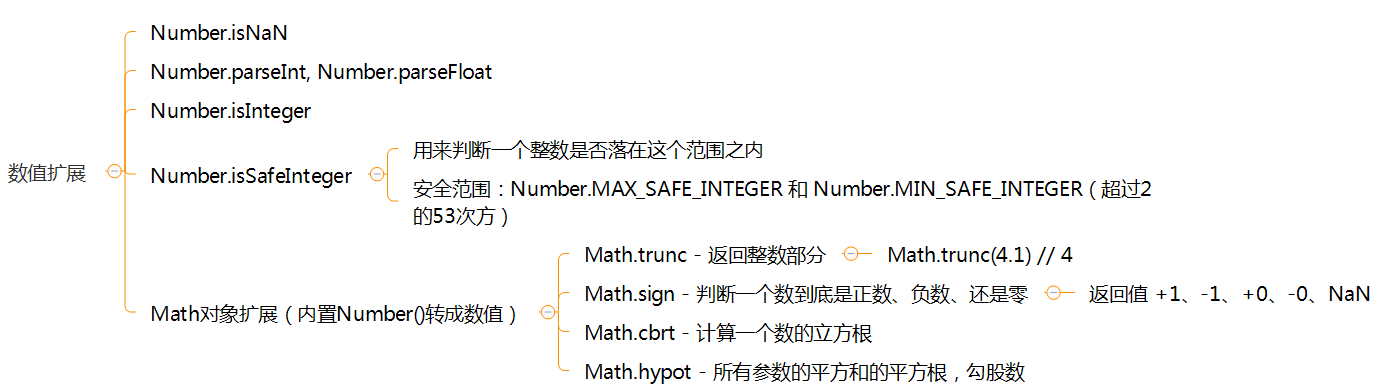 Number.isNaN
Number.parseInt, Number.parseFloat
Number.isInteger
数值扩展
Number.isSafeInteger
用来判断一个整数是否落在这个范围之内
安全范围：Number.MAX_SAFE_INTEGER 和 Number.MIN_SAFE_INTEGER（超过2
的53次方）
Math对象扩展（内置Number()转成数值）
Math.trunc - 返回整数部分
Math.trunc(4.1) // 4
Math.sign - 判断一个数到底是正数、负数、还是零
返回值 +1、-1、+0、-0、NaN
Math.cbrt - 计算一个数的立方根
Math.hypot - 所有参数的平方和的平方根，勾股数